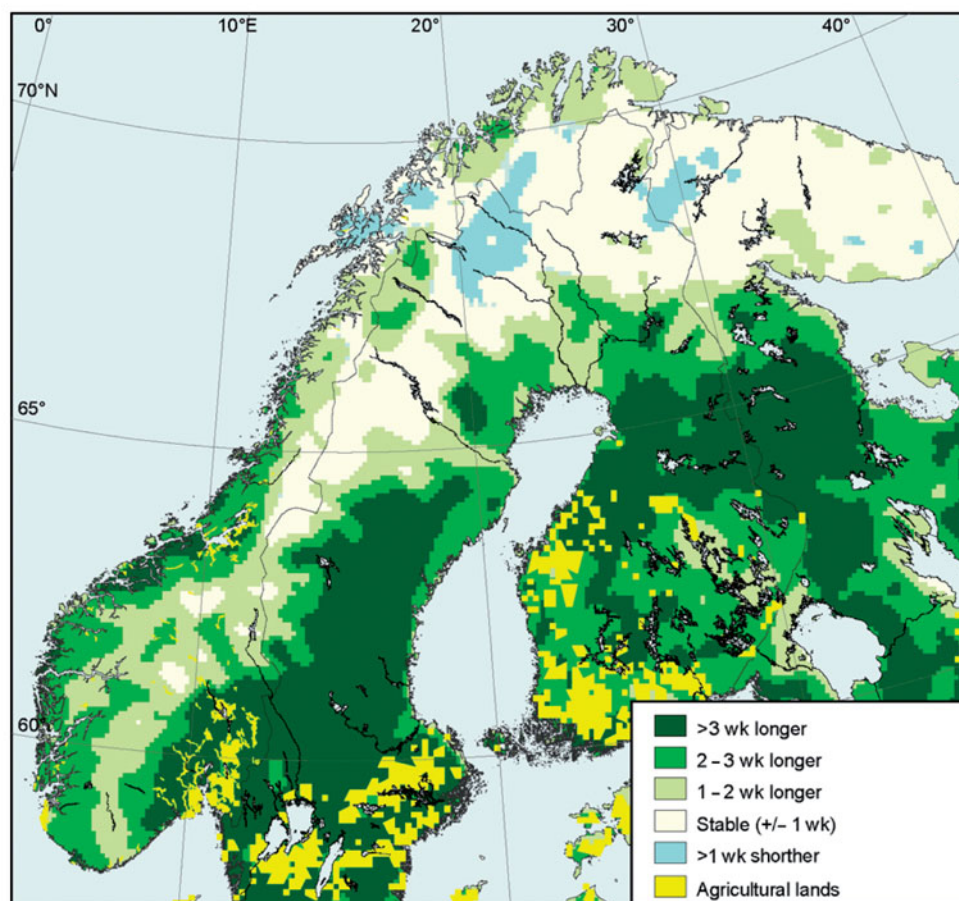 0° 10°E 20° 30° 40°
70°N
65°
60°
>3 wk longer
2–3 wk longer
1–2 wk longer
Stable (+/– 1 wk)
>1 wk shorther
Agricultural lands